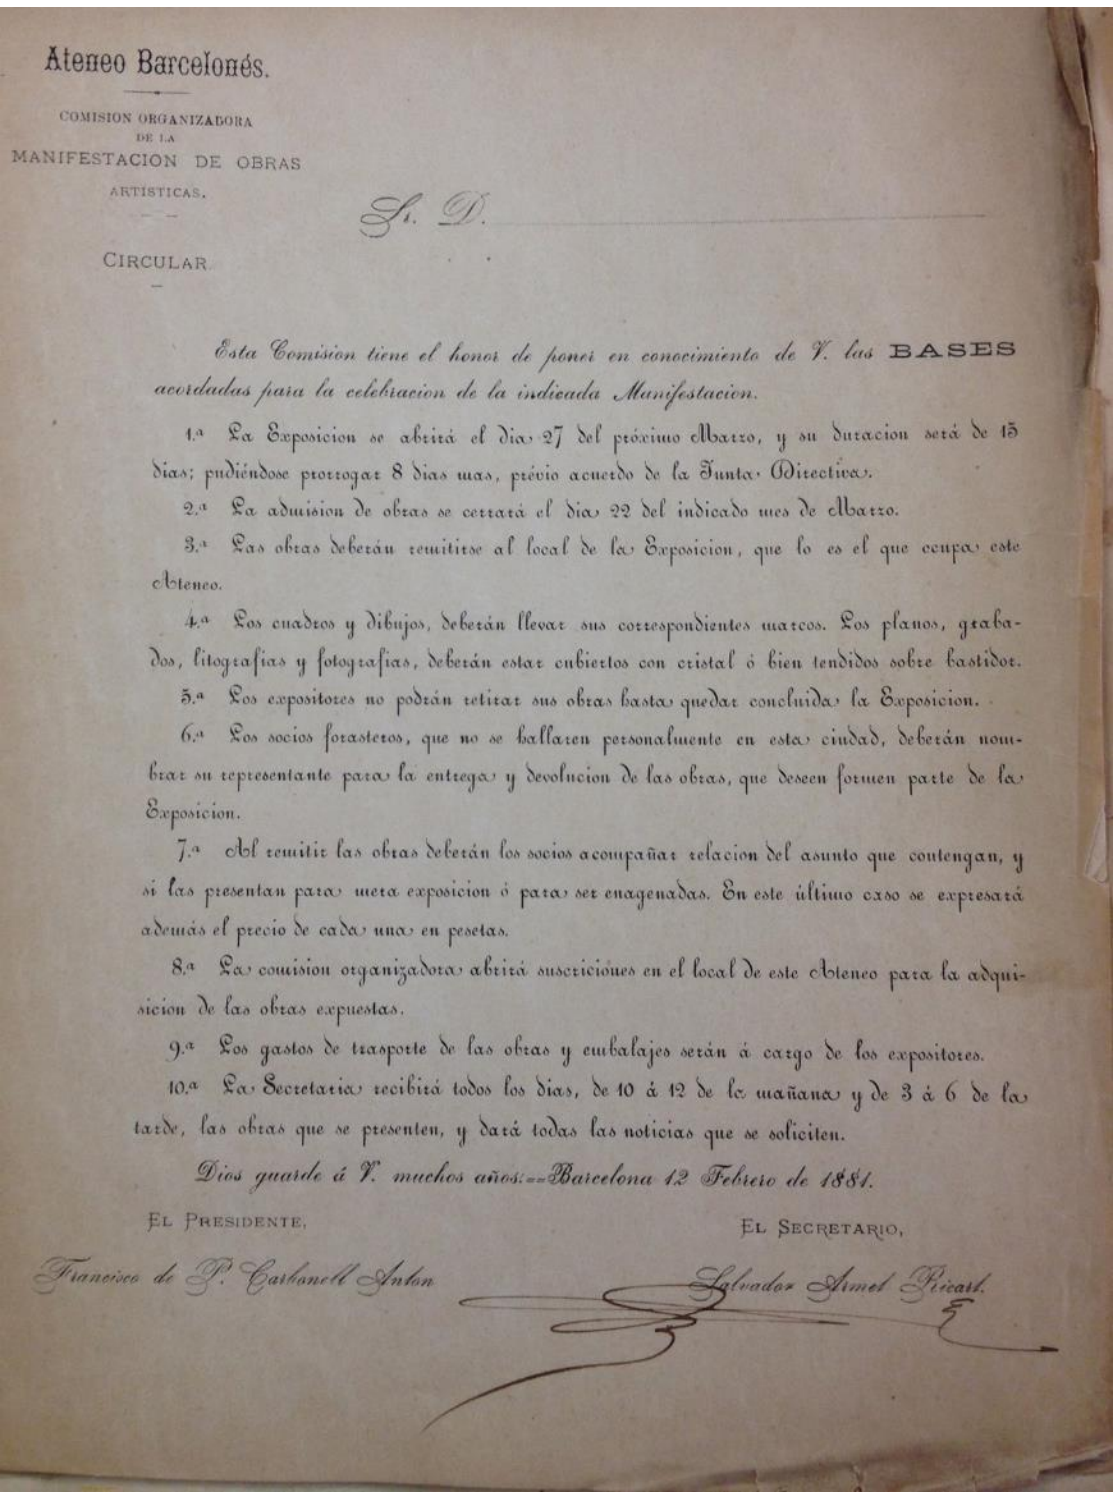 Ateneo Barcelonés.
COMISION ORGANIZADORA
DE LA
MANIFESTACION DE OBRAS
ARTISTICAS.
Sr. D.
CIRCULAR.
Esta Comision tiene el honor de poner en conocimiento de V. las BASES
acordadas para la celebracion de la indicada Manifestacion.
1.ª La Exposicion se abrirá el dia 27 del próximo Marzo, y su duracion será de 15
dias; pudiéndose prorrogar 8 dias mas, prévio acuerdo de la Junta Directiva.
2.ª La admision de obras se cerrará el dia 22 del indicado mes de Marzo.
3.ª Las obras deberán remitirse al local de la Exposicion, que lo es el que ocupa este
Ateneo.
4.ª Los cuadros y dibujos, deberán llevar sus correspondientes marcos. Los planos, graba-
dos, litografias y fotografias, deberán estar cubiertos con cristal ó bien tendidos sobre bastidor.
5.ª Los expositores no podrán retirar sus obras hasta quedar concluida la Exposicion.
6.ª Los socios forasteros, que no se hallaren personalmente en esta ciudad, deberán nom-
brar su representante para la entrega y devolucion de las obras, que deseen formen parte de la
Exposicion.
7.ª Al remitir las obras deberán los socios acompañar relacion del asunto que contengan, y
si las presentan para mera exposicion ó para ser enagenadas. En este último caso se expresará
además el precio de cada una en pesetas.
8.ª La comision organizadora abrirá suscriciones en el local de este Ateneo para la adqui-
sicion de las obras expuestas.
9.ª Los gastos de trasporte de las obras y embalajes serán á cargo de los expositores.
10.ª La Secretaria recibirá todos los dias, de 10 á 12 de la mañana y de 3 á 6 de la
tarde, las obras que se presenten, y dará todas las noticias que se soliciten.
Dios guarde á V. muchos años.==Barcelona 12 Febrero de 1881.
EL PRESIDENTE,
EL SECRETARIO,
Francisco de P. Carbonell Anton
Salvador Armet Ricart.